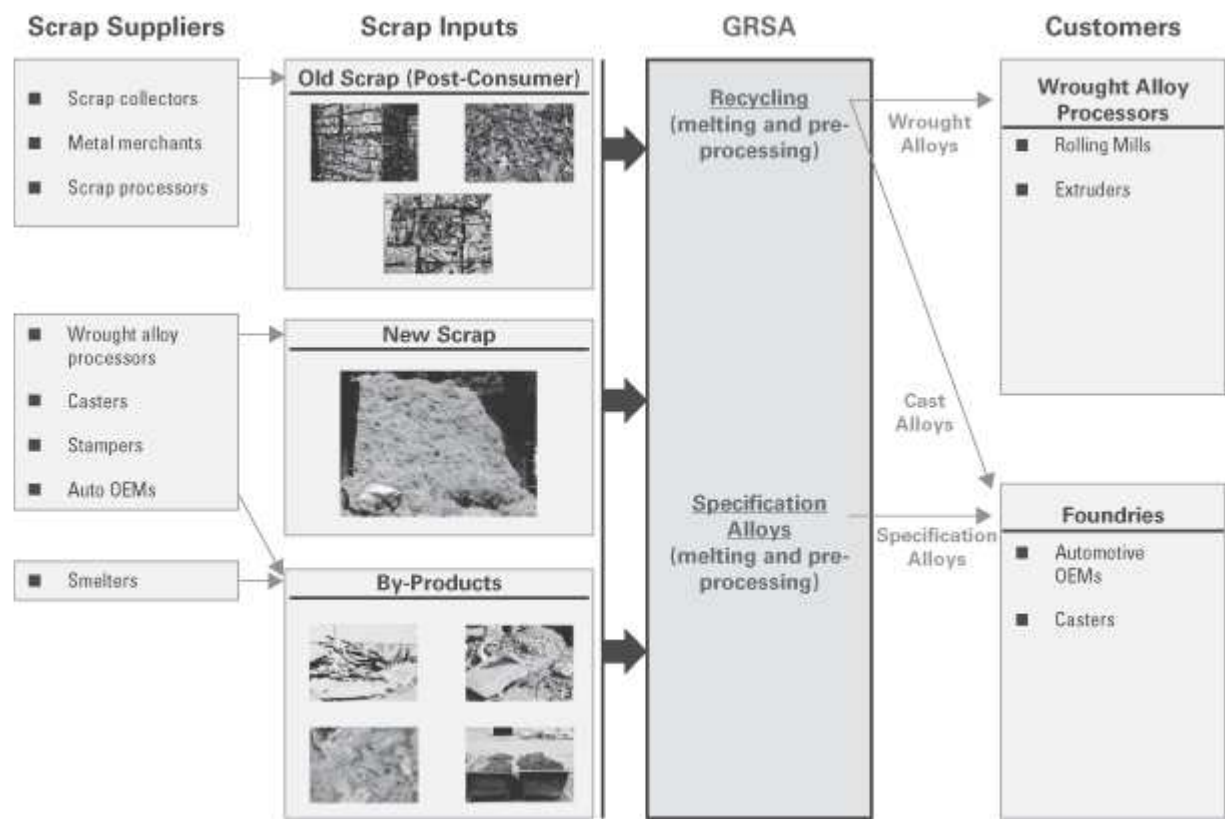 Scrap Suppliers
Scrap Inputs
GRSA
Customers
Scrap collectors
Metal merchants
Scrap processors
Wrought alloy
processors
Casters
Stampers
Auto OEMs
Smelters
Old Scrap (Post-Consumer)
New Scrap
By-Products
Recycling
(melting and pre-
processing)
Specification
Alloys
(melting and pre-
processing)
Wrought
Alloys
Cast
Alloys
Specification
Alloys
Wrought Alloy
Processors
Rolling Mills
Extruders
Foundries
Automotive
OEMs
Casters